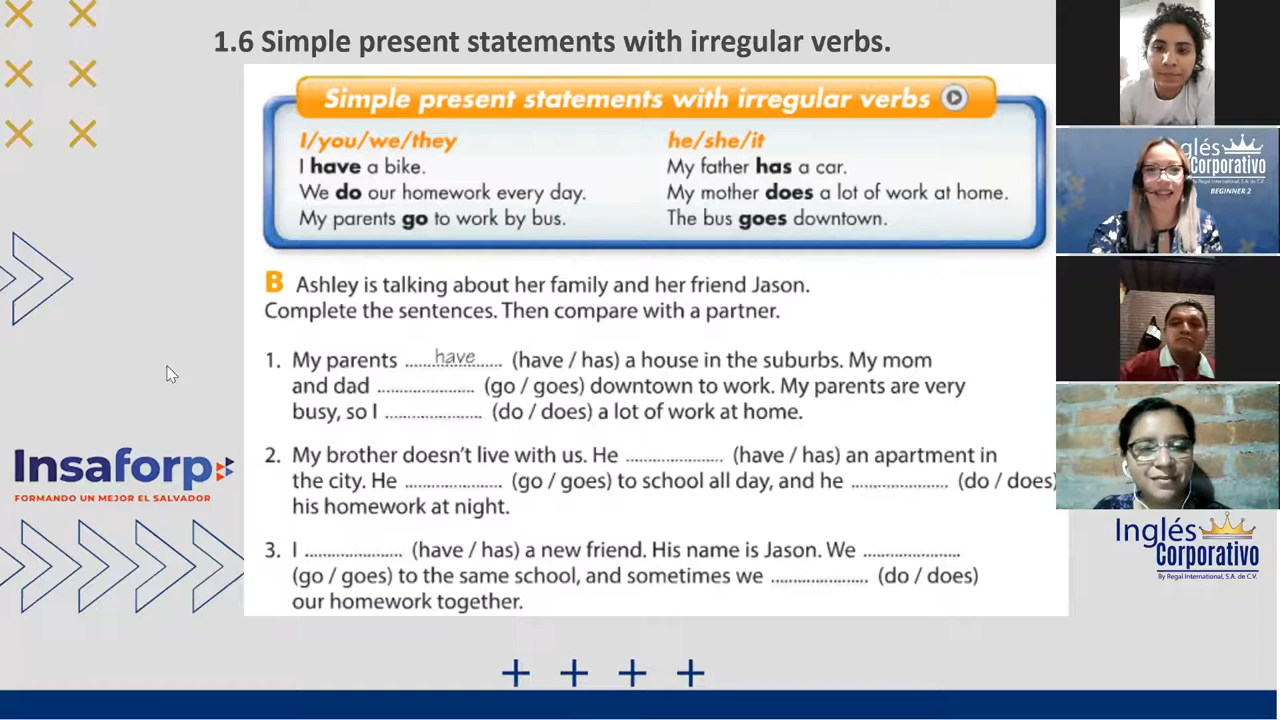 1.6 Simple present statements with irregular verbs.
Simple present statements with irregular verbs
I/you/we/they
I have a bike.
We do our homework every day.
My parents go to work by bus.
he/she/it
My father has a car.
My mother does a lot of work at home.
The bus goes downtown.
B Ashley is talking about her family and her friend Jason.
Complete the sentences. Then compare with a partner.
1. My parents ....have.... (have / has) a house in the suburbs. My mom
and dad .................... (go / goes) downtown to work. My parents are very
busy, so I .................... (do / does) a lot of work at home.
2. My brother doesn't live with us. He .................... (have / has) an apartment in
the city. He .................... (go / goes) to school all day, and he .................... (do / does)
his homework at night.
3. I .................... (have / has) a new friend. His name is Jason. We ....................
(go / goes) to the same school, and sometimes we .................... (do / does)
our homework together.
Insaforp
FORMANDO UN MEJOR EL SALVADOR
glés
Corporativo
By Regal International, S.A. de C.V.
BEGINNER 2
Inglés
Corporativo
By Regal International, S.A. de C.V.